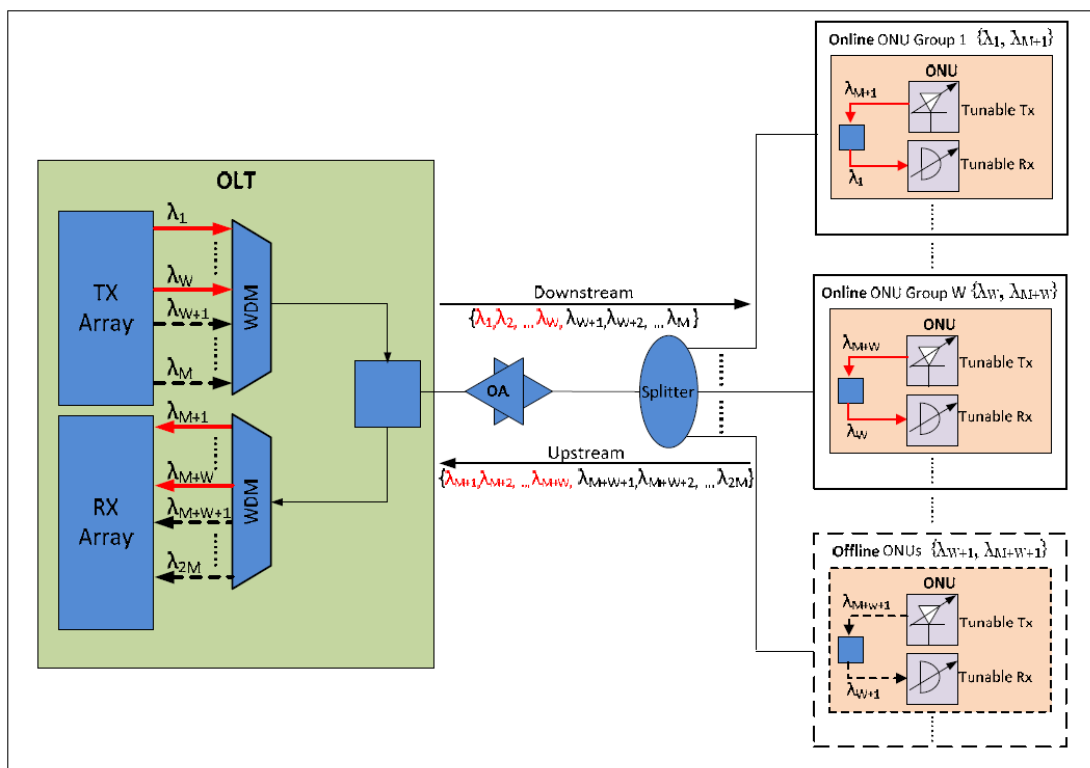 OLT
TX
Array
λ1
λW
λW+1
λM
WDM
RX
Array
λM+1
λM+W
λM+W+1
λ2M
WDM
Downstream
{λ1,λ2, ...λW, λW+1,λW+2, ...λM}
OA
Splitter
Upstream
{λM+1,λM+2, ...λM+W, λM+W+1,λM+W+2, ...λ2M}
Online ONU Group 1 {λ1, λM+1}
ONU
λM+1
Tunable Tx
Tunable Rx
λ1
Online ONU Group W {λW, λM+W}
ONU
λM+W
Tunable Tx
Tunable Rx
λW
Offline ONUs {λW+1, λM+W+1}
ONU
λM+w+1
Tunable Tx
Tunable Rx
λW+1